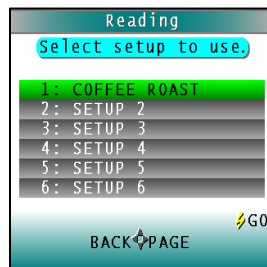 Reading
Select setup to use.
1: COFFEE ROAST
2: SETUP 2
3: SETUP 3
4: SETUP 4
5: SETUP 5
6: SETUP 6
GO
BACK PAGE